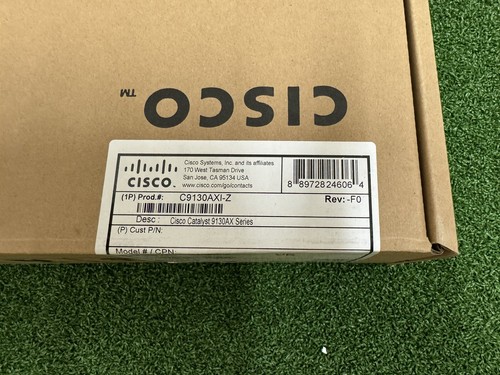 CISCO
TM
CISCO.
Cisco Systems, Inc. and its affiliates
170 West Tasman Drive
San Jose, CA 95134 USA
www.cisco.com/go/contacts
8 89728 24606 4
(1P) Prod.#: C9130AXI-Z
Rev:-F0
Desc : Cisco Catalyst 9130AX Series
(P) Cust P/N:
Model # / CPN: